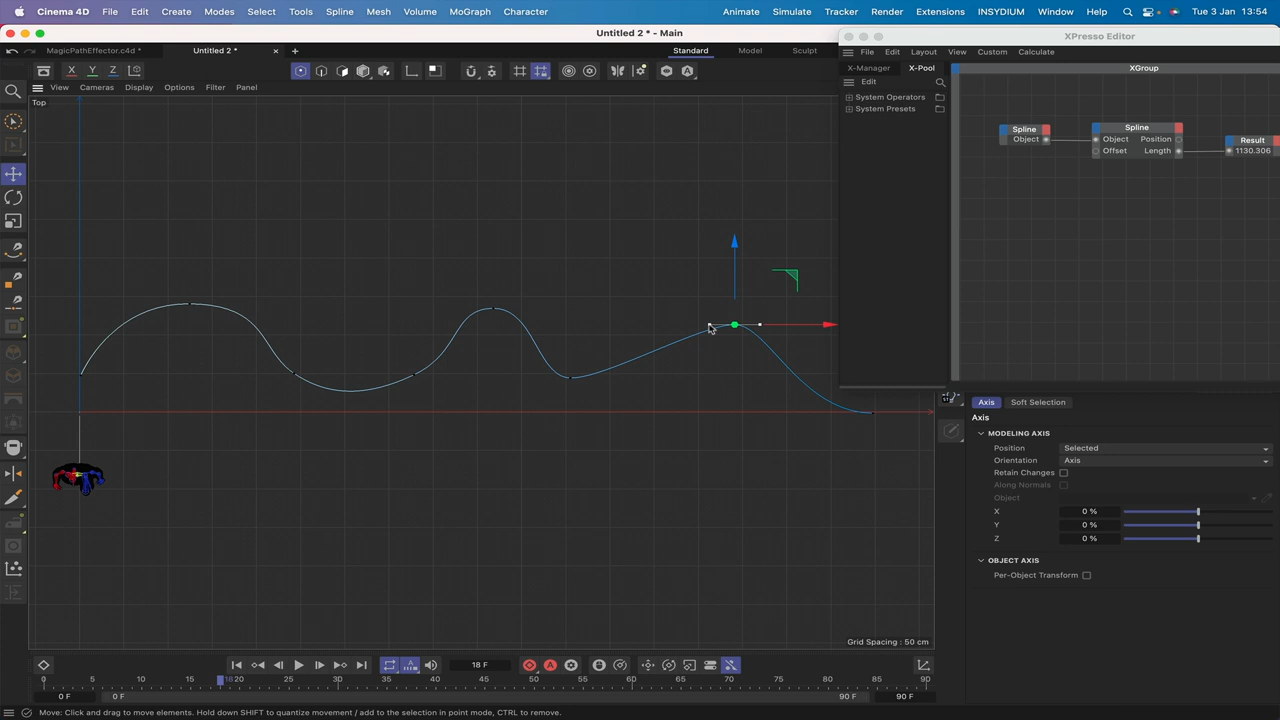 Cinema 4D File Edit Create Modes Select Tools Spline Mesh Volume MoGraph Character Animate Simulate Tracker Render Extensions INSYDIUM Window Help Tue 3 Jan 13:54
Untitled 2 * - Main
XPresso Editor
MagicPathEffector.c4d * Untitled 2 * Standard Model Sculpt
File Edit Layout View Custom Calculate
X Y Z
X-Manager X-Pool XGroup
View Cameras Display Options Filter Panel
Edit
Top
System Operators
System Presets
Spline Spline
Object Object Position Result
Offset Length 1130.306
Axis Soft Selection
Axis
MODELING AXIS
Position Selected
Orientation Axis
Retain Changes
Along Normals
Object
X 0 %
Y 0 %
Z 0 %
OBJECT AXIS
Per-Object Transform
Grid Spacing : 50 cm
18 F
0 5 10 15 18 20 25 30 35 40 45 50 55 60 65 70 75 80 85 90
0 F 0 F 90 F 90 F
Move: Click and drag to move elements. Hold down SHIFT to quantize movement / add to the selection in point mode, CTRL to remove.